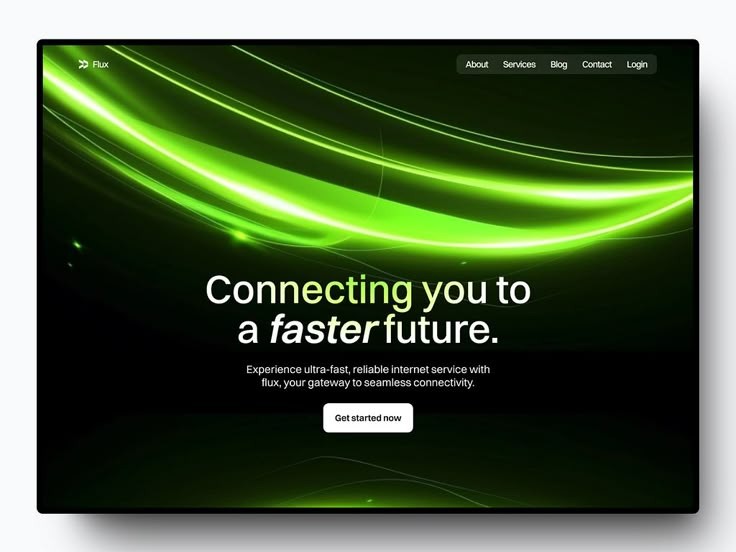 Flux
About Services Blog Contact Login
Connecting you to
a faster future.
Experience ultra-fast, reliable internet service with
flux, your gateway to seamless connectivity.
Get started now